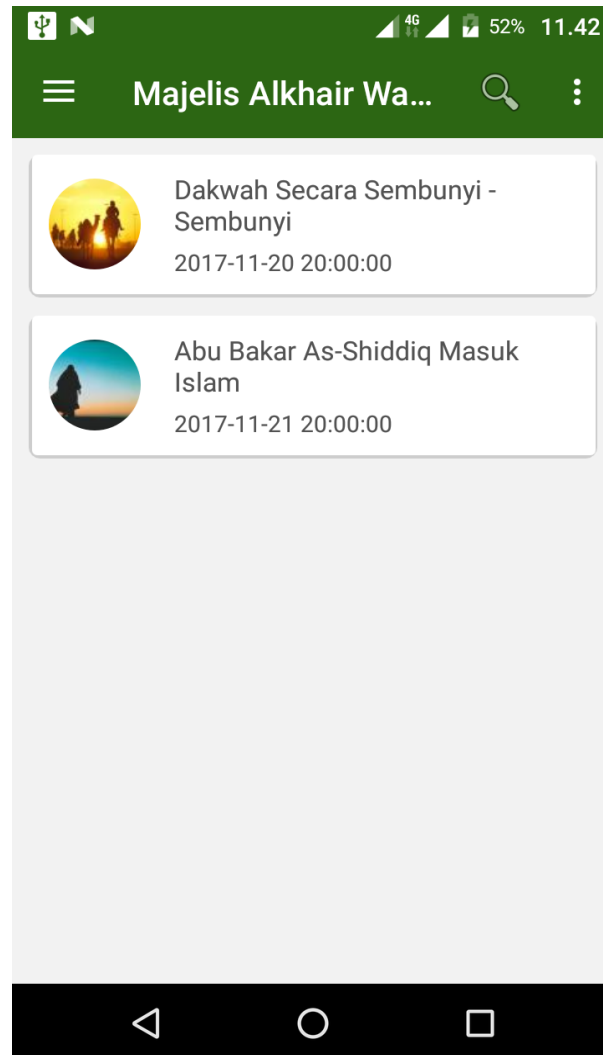 4G 52% 11.42
Majelis Alkhair Wa...
Dakwah Secara Sembunyi -
Sembunyi
2017-11-20 20:00:00
Abu Bakar As-Shiddiq Masuk
Islam
2017-11-21 20:00:00